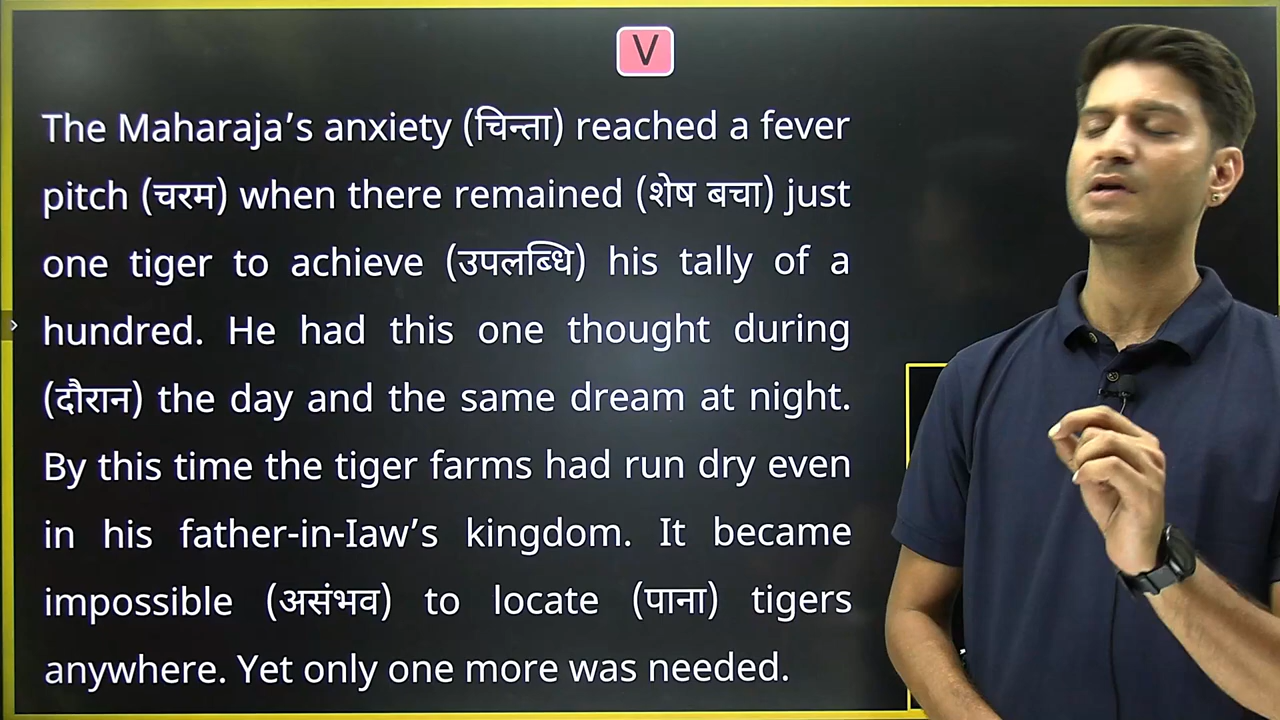 V
The Maharaja’s anxiety (चिन्ता) reached a fever
pitch (चरम) when there remained (शेष बचा) just
one tiger to achieve (उपलब्धि) his tally of a
hundred. He had this one thought during
(दौरान) the day and the same dream at night.
By this time the tiger farms had run dry even
in his father-in-Iaw’s kingdom. It became
impossible (असंभव) to locate (पाना) tigers
anywhere. Yet only one more was needed.